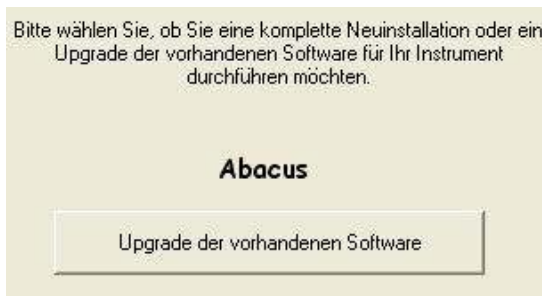 Bitte wählen Sie, ob Sie eine komplette Neuinstallation oder ein
Upgrade der vorhandenen Software für Ihr Instrument
durchführen möchten.
Abacus
Upgrade der vorhandenen Software